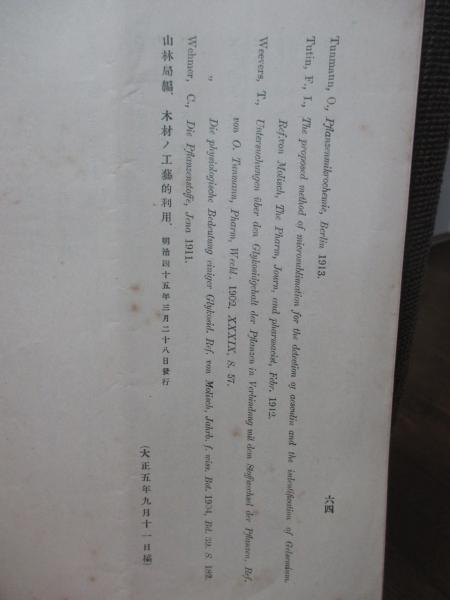 六四
Tunmann, O., Pflanzenmikrochemie, Berlin 1913.
Tutin, F., I., The proposed method of microsublimation for the detection of aesculin and the indentification of Gelsemium.
Ref. von Molisch, The Pharm, Journ, and pharmacist, Febr. 1912.
Weevers, T., Untersuchungen über den Glykosidgehalt der Pflanzen in Verbindung mit dem Stoffwechsel der Pflanzen, Ref.
von O. Tunmann, Pharm, Weekl. 1902. XXXIX, S. 57.
„ Die physiologische Bedeutung einiger Glykosid. Ref. von Molisch, Jahrb. f. wiss. Bot. 1904, Bd. 39. S. 182.
Wehmer, C., Die Pflanzenstoffe, Jena 1911.
山林局編、木材ノ工藝的利用、明治四十五年三月二十八日發行
(大正五年九月十一日稿)